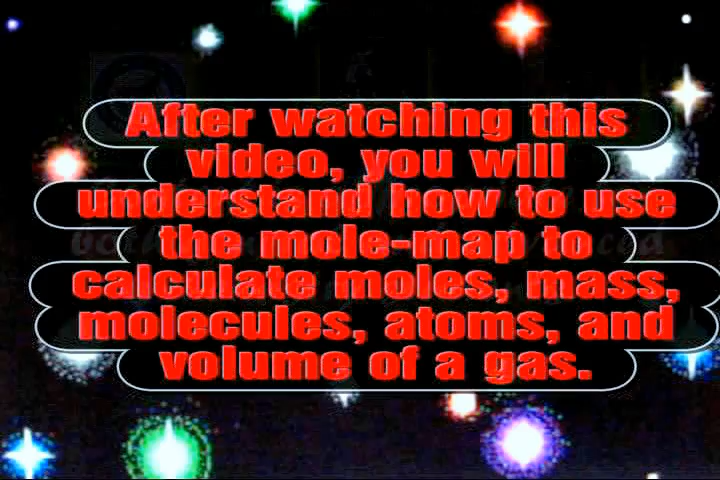 After watching this
video, you will
understand how to use
the mole-map to
calculate moles, mass,
molecules, atoms, and
volume of a gas.